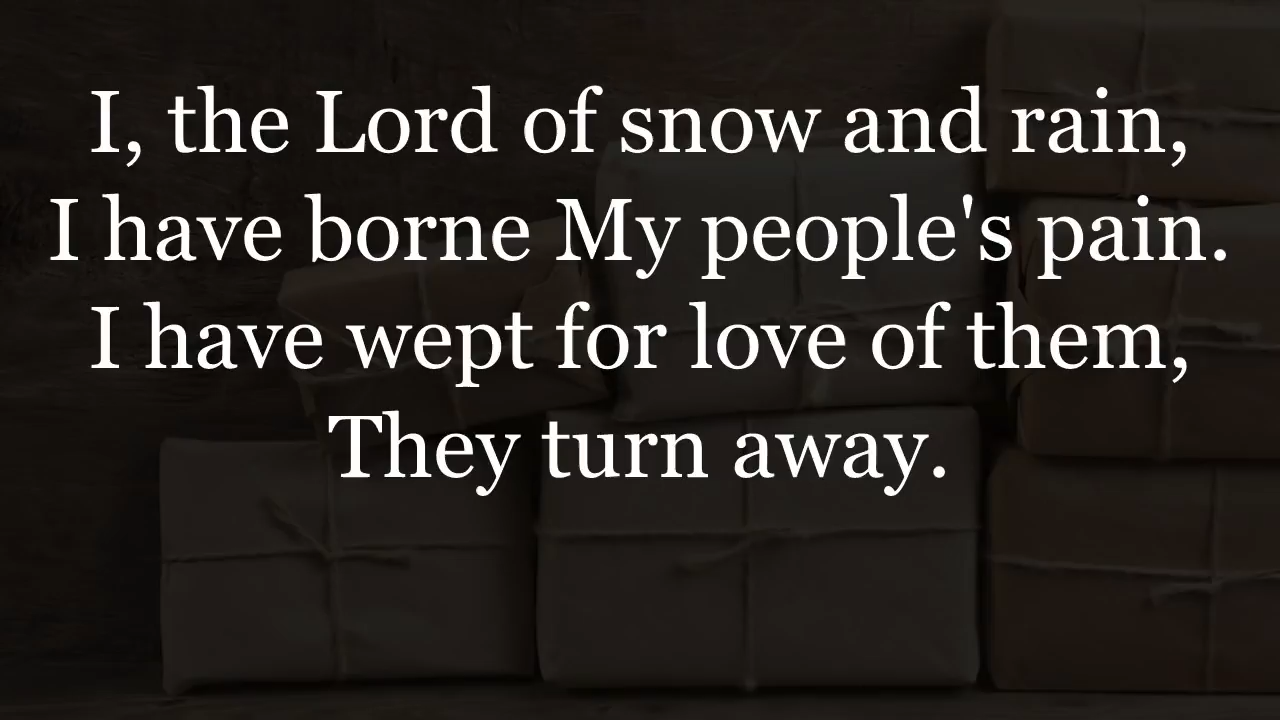 I, the Lord of snow and rain,
I have borne My people's pain.
I have wept for love of them,
They turn away.